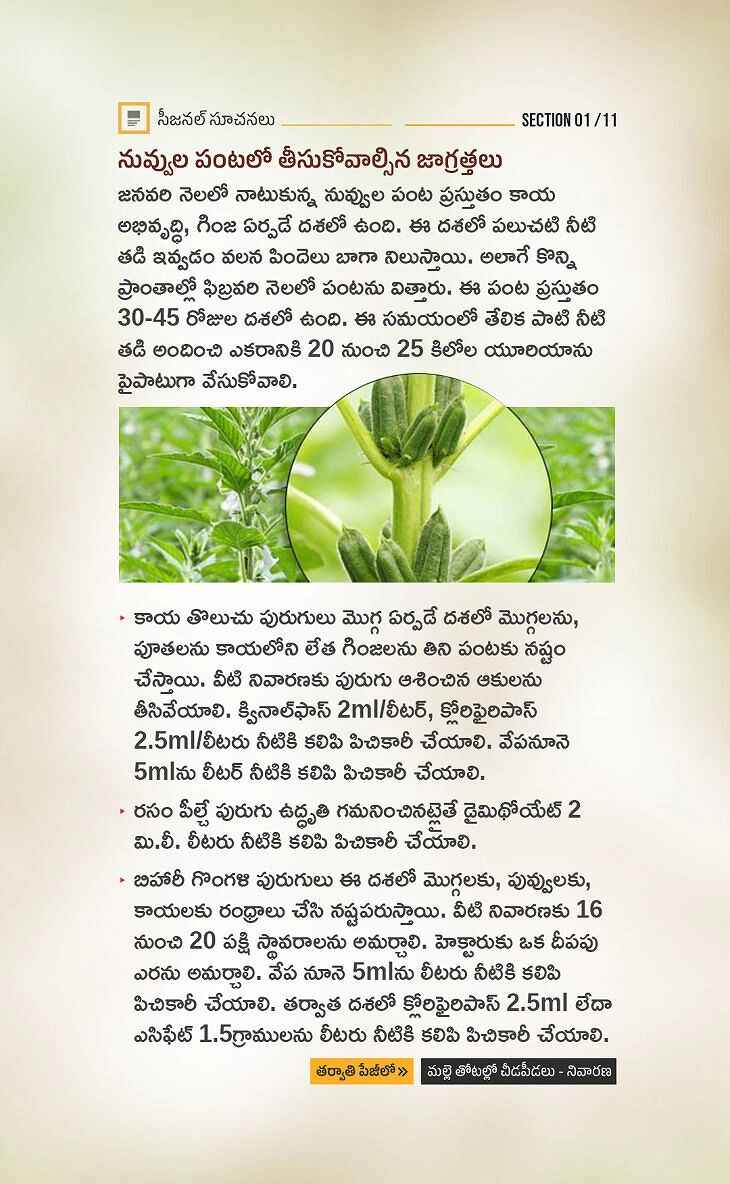 సీజనల్ సూచనలు
SECTION 01 /11
నువ్వుల పంటలో తీసుకోవాల్సిన జాగ్రత్తలు
జనవరి నెలలో నాటుకున్న నువ్వుల పంట ప్రస్తుతం కాయ
అభివృద్ధి, గింజ ఏర్పడే దశలో ఉంది. ఈ దశలో పలుచటి నీటి
తడి ఇవ్వడం వలన పిందెలు బాగా నిలుస్తాయి. అలాగే కొన్ని
ప్రాంతాల్లో ఫిబ్రవరి నెలలో పంటను విత్తారు. ఈ పంట ప్రస్తుతం
30-45 రోజుల దశలో ఉంది. ఈ సమయంలో తేలిక పాటి నీటి
తడి అందించి ఎకరానికి 20 నుంచి 25 కిలోల యూరియాను
పైపాటుగా వేసుకోవాలి.
‣ కాయ తొలుచు పురుగులు మొగ్గ ఏర్పడే దశలో మొగ్గలను,
పూతలను కాయలోని లేత గింజలను తిని పంటకు నష్టం
చేస్తాయి. వీటి నివారణకు పురుగు ఆశించిన ఆకులను
తీసివేయాలి. క్వినాల్‌ఫాస్ 2ml/లీటర్, క్లోరిఫైరిపాస్
2.5ml/లీటరు నీటికి కలిపి పిచికారీ చేయాలి. వేపనూనె
5mlను లీటర్ నీటికి కలిపి పిచికారీ చేయాలి.
‣ రసం పీల్చే పురుగు ఉద్ధృతి గమనించినట్లైతే డైమిథోయేట్ 2
మి.లీ. లీటరు నీటికి కలిపి పిచికారీ చేయాలి.
‣ బిహారీ గొంగళి పురుగులు ఈ దశలో మొగ్గలకు, పువ్వులకు,
కాయలకు రంధ్రాలు చేసి నష్టపరుస్తాయి. వీటి నివారణకు 16
నుంచి 20 పక్షి స్థావరాలను అమర్చాలి. హెక్టారుకు ఒక దీపపు
ఎరను అమర్చాలి. వేప నూనె 5mlను లీటరు నీటికి కలిపి
పిచికారీ చేయాలి. తర్వాత దశలో క్లోరిఫైరిపాస్ 2.5ml లేదా
ఎసిఫేట్ 1.5గ్రాములను లీటరు నీటికి కలిపి పిచికారీ చేయాలి.
తర్వాతి పేజీలో »
మల్లె తోటల్లో చీడపీడలు - నివారణ